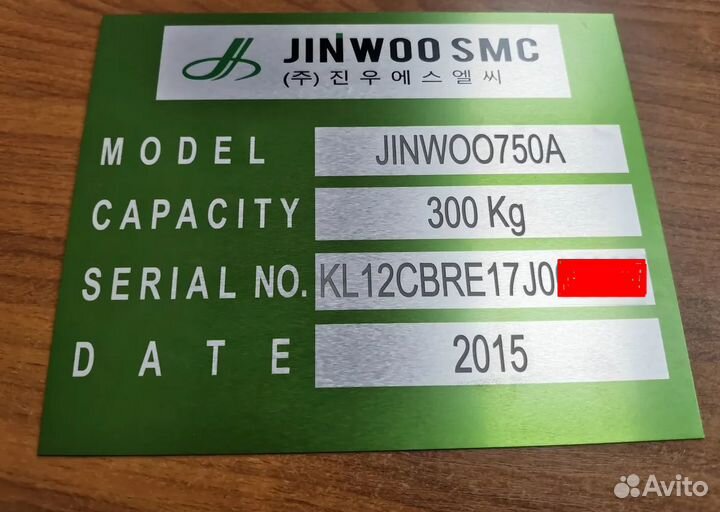 JINWOO SMC
(주)진우에스엘씨
MODEL JINWOO750A
CAPACITY 300 Kg
SERIAL NO. KL12CBRE17J0
DATE 2015
Avito